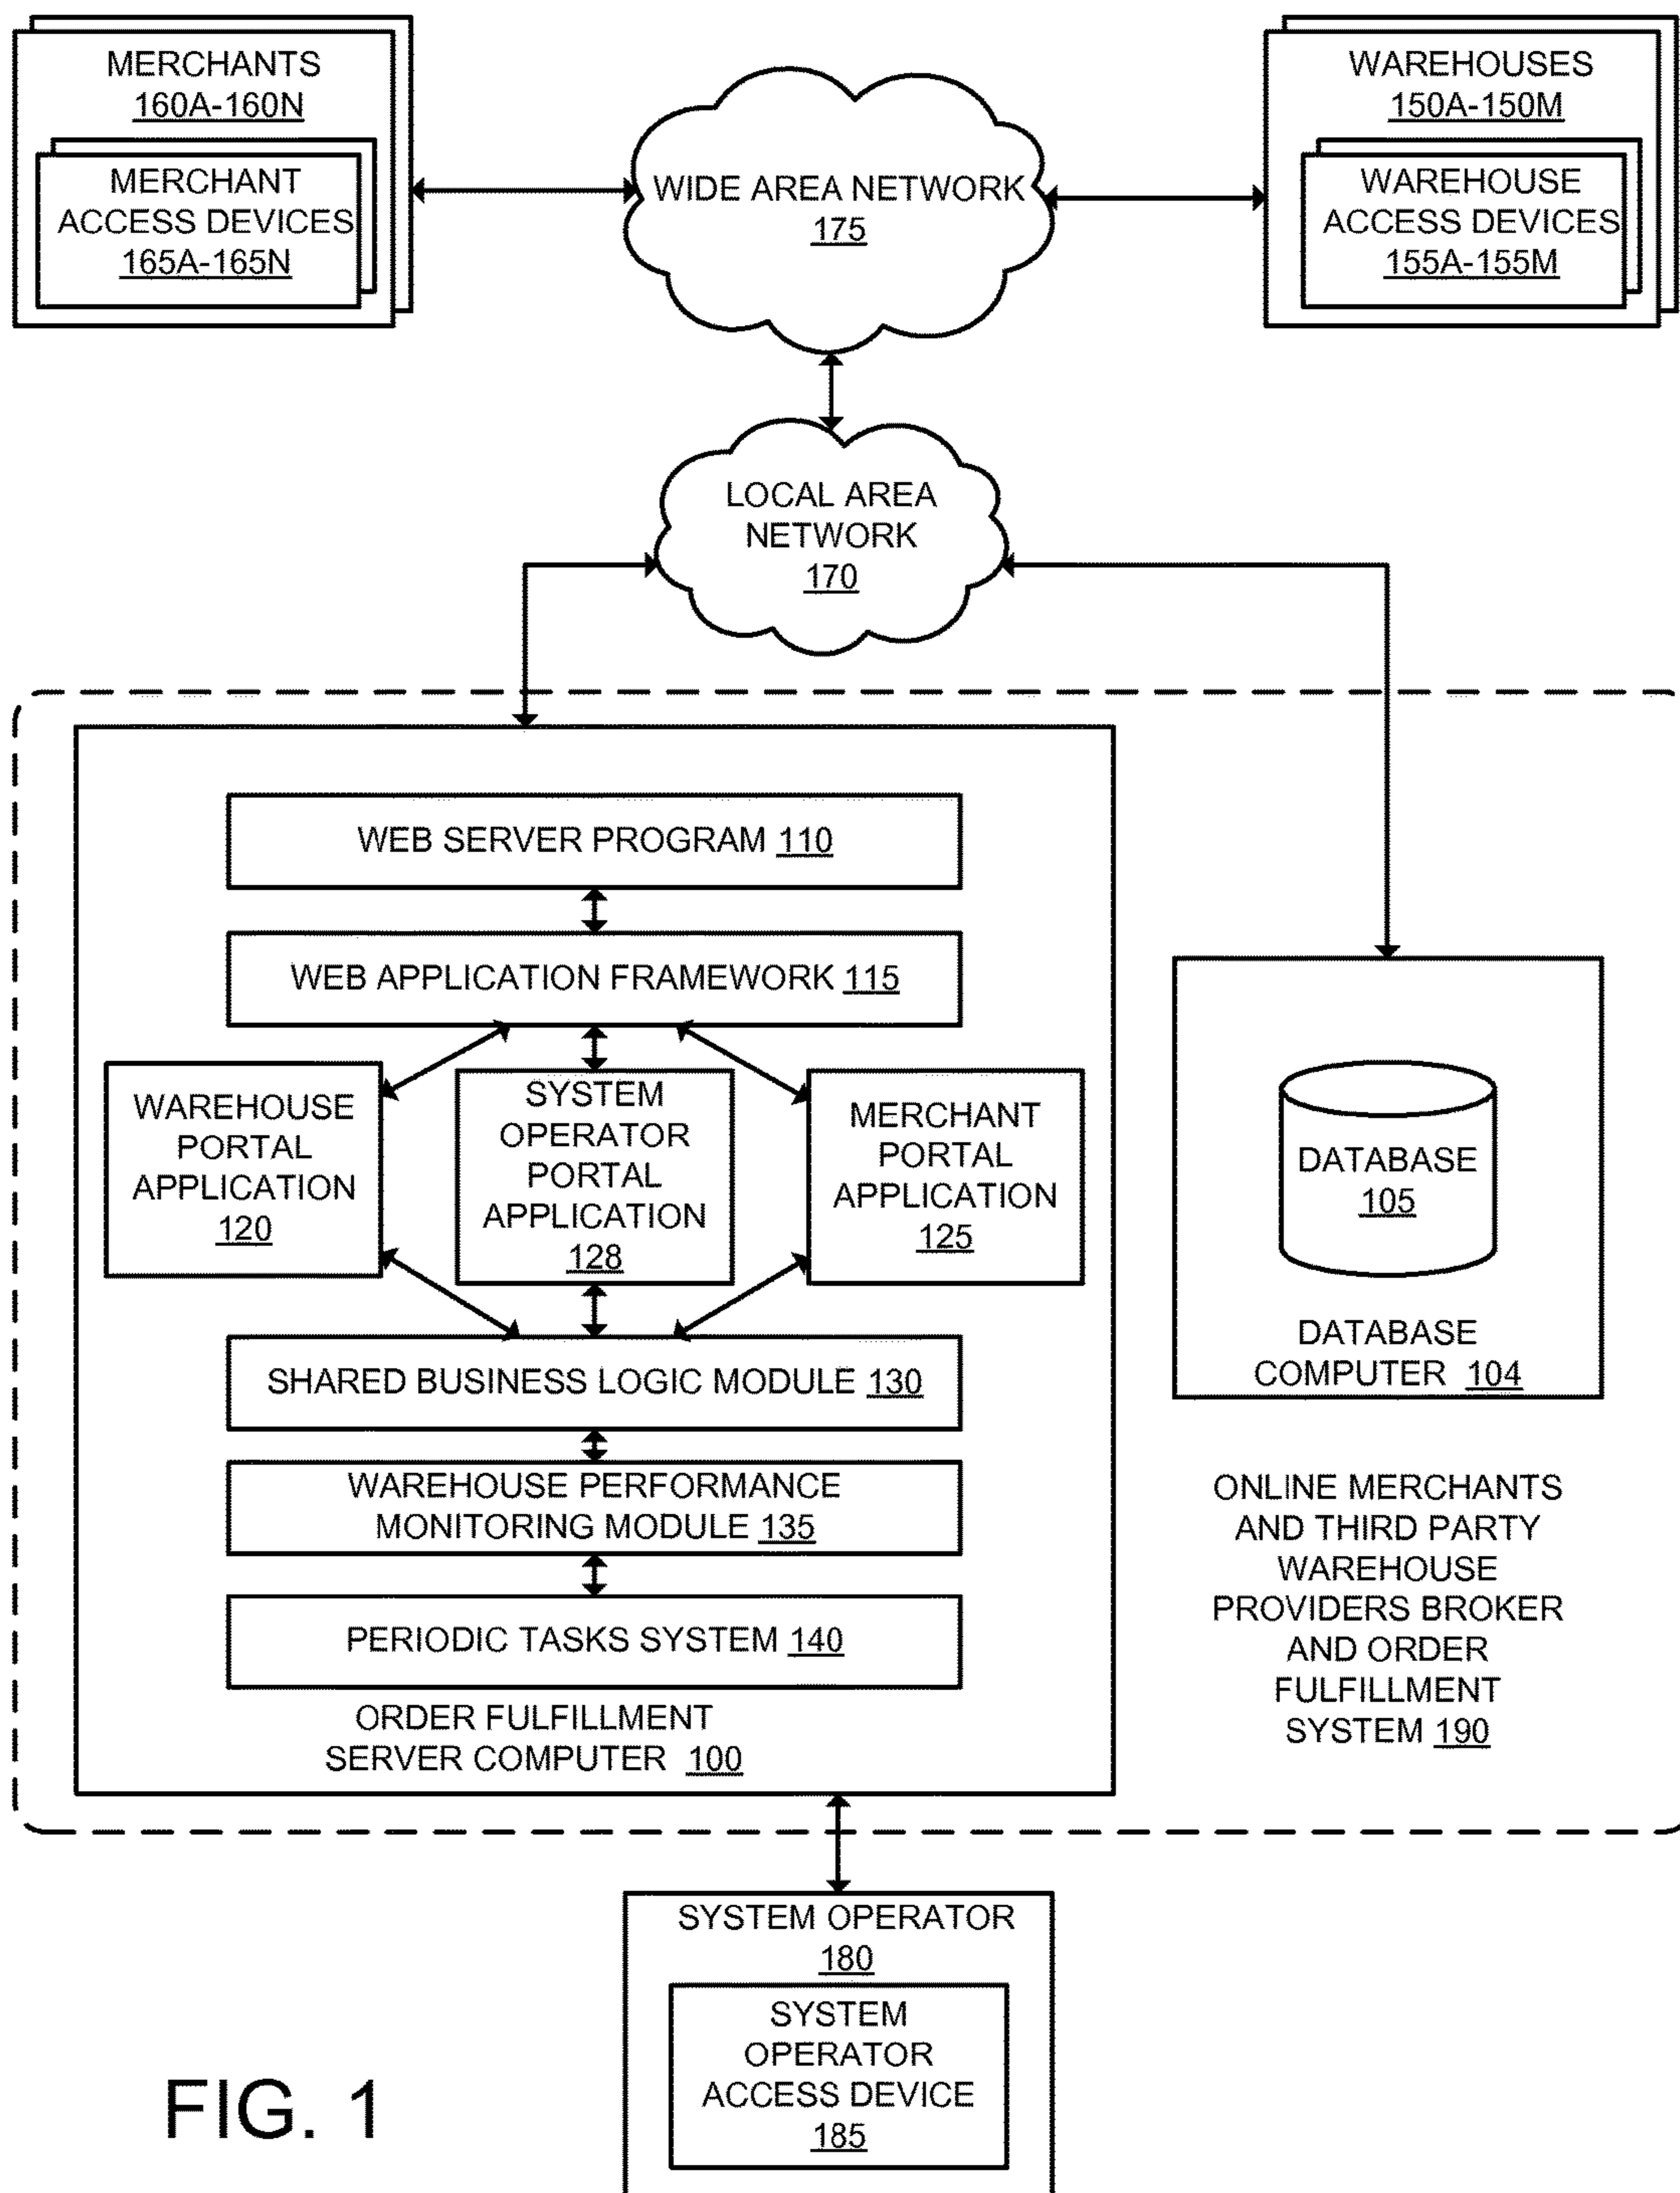 MERCHANTS
160A-160N
MERCHANT
ACCESS DEVICES
165A-165N
WIDE AREA NETWORK
175
WAREHOUSES
150A-150M
WAREHOUSE
ACCESS DEVICES
155A-155M
LOCAL AREA
NETWORK
170
WEB SERVER PROGRAM 110
WEB APPLICATION FRAMEWORK 115
WAREHOUSE
PORTAL
APPLICATION
120
SYSTEM
OPERATOR
PORTAL
APPLICATION
128
MERCHANT
PORTAL
APPLICATION
125
SHARED BUSINESS LOGIC MODULE 130
WAREHOUSE PERFORMANCE
MONITORING MODULE 135
PERIODIC TASKS SYSTEM 140
ORDER FULFILLMENT
SERVER COMPUTER 100
DATABASE
105
DATABASE
COMPUTER 104
ONLINE MERCHANTS
AND THIRD PARTY
WAREHOUSE
PROVIDERS BROKER
AND ORDER
FULFILLMENT
SYSTEM 190
SYSTEM OPERATOR
180
SYSTEM
OPERATOR
ACCESS DEVICE
185
FIG. 1